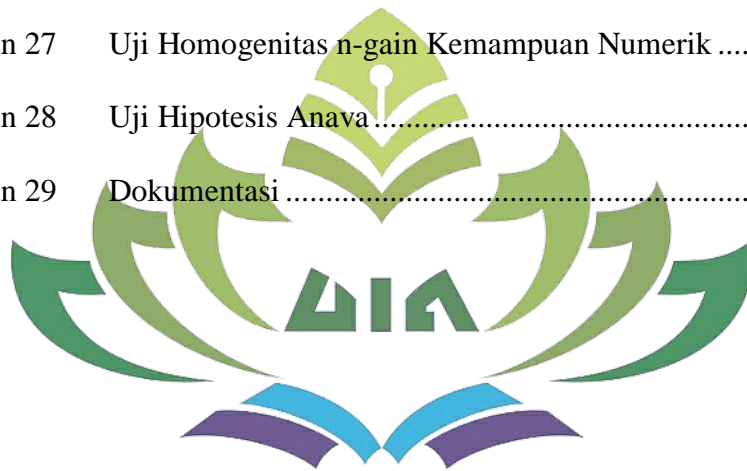 n 27 Uji Homogenitas n-gain Kemampuan Numerik ....
n 28 Uji Hipotesis Anava ..................................................
n 29 Dokumentasi ..............................................................
UIN